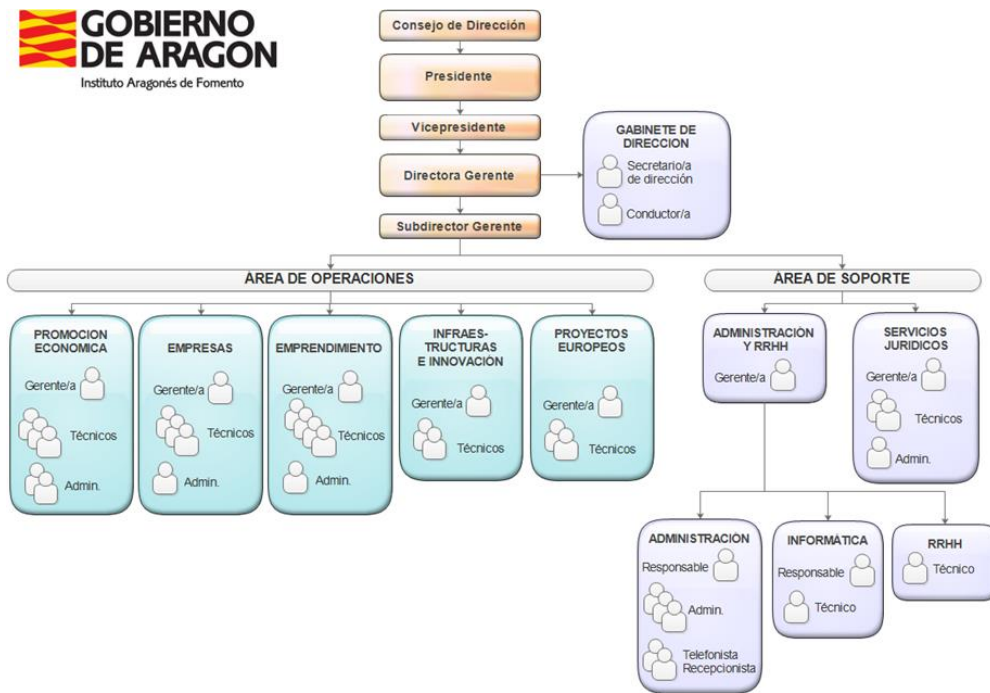 GOBIERNO
DE ARAGON
Instituto Aragonés de Fomento
Consejo de Dirección
Presidente
Vicepresidente
Directora Gerente
Subdirector Gerente
GABINETE DE
DIRECCION
Secretario/a
de dirección
Conductor/a
ÁREA DE OPERACIONES
ÁREA DE SOPORTE
PROMOCION
ECONOMICA
Gerente/a
Técnicos
Admin.
EMPRESAS
Gerente/a
Técnicos
Admin.
EMPRENDIMIENTO
Gerente/a
Técnicos
Admin.
INFRAES-
TRUCTURAS
E INNOVACIÓN
Gerente/a
Técnicos
PROYECTOS
EUROPEOS
Gerente/a
Técnicos
ADMINISTRACIÓN
Y RRHH
Gerente/a
SERVICIOS
JURIDICOS
Gerente/a
Técnicos
Admin.
ADMINISTRACIÓN
Responsable
Admin.
Telefonista
Recepcionista
INFORMÁTICA
Responsable
Técnico
RRHH
Técnico